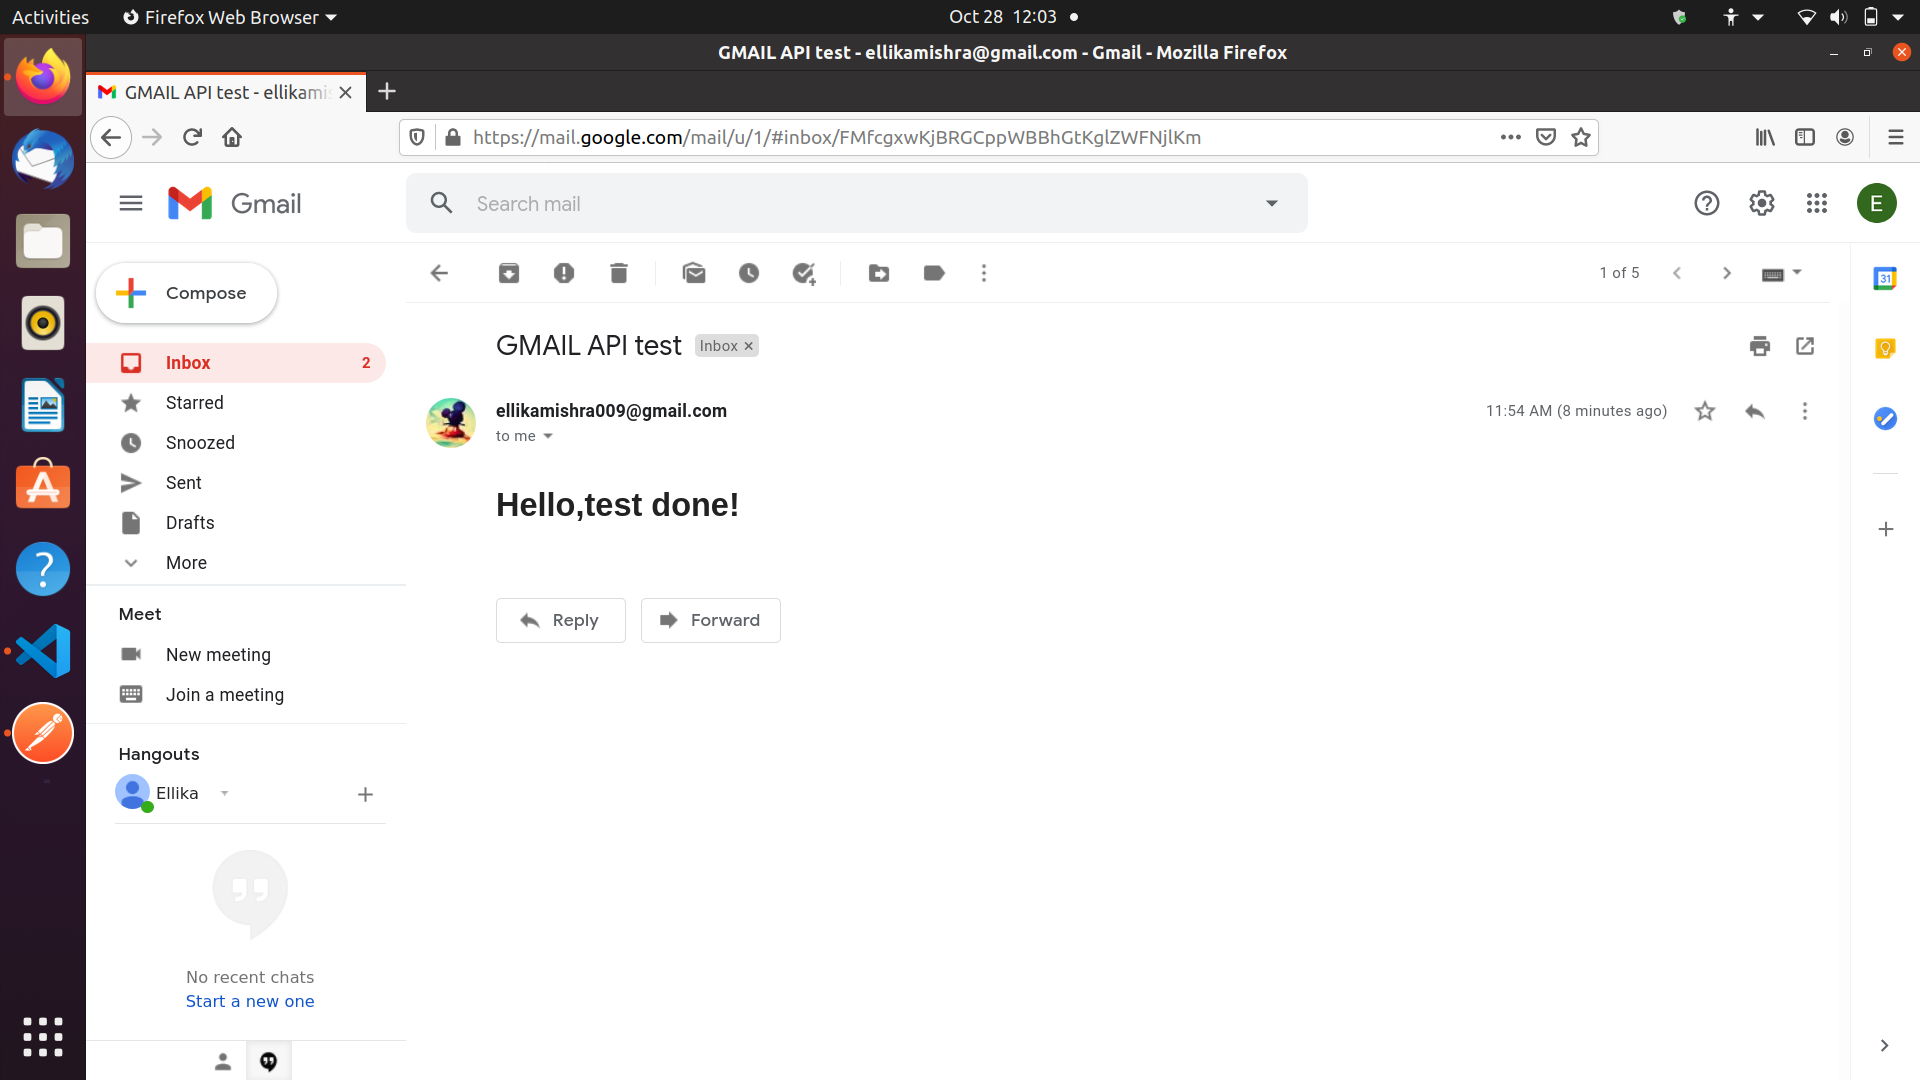 Activities
Firefox Web Browser
Oct 28 12:03
GMAIL API test - ellikamishra@gmail.com - Gmail - Mozilla Firefox
GMAIL API test - ellikamis
https://mail.google.com/mail/u/1/#inbox/FMfcgxwKjBRGCppWBBhGtKglZWFNjlKm
Gmail
Search mail
E
Compose
1 of 5
31
GMAIL API test
Inbox
Inbox
2
ellikamishra009@gmail.com
11:54 AM (8 minutes ago)
to me
Starred
Snoozed
Sent
Drafts
More
Hello,test done!
Reply
Forward
Meet
New meeting
Join a meeting
Hangouts
Ellika
No recent chats
Start a new one